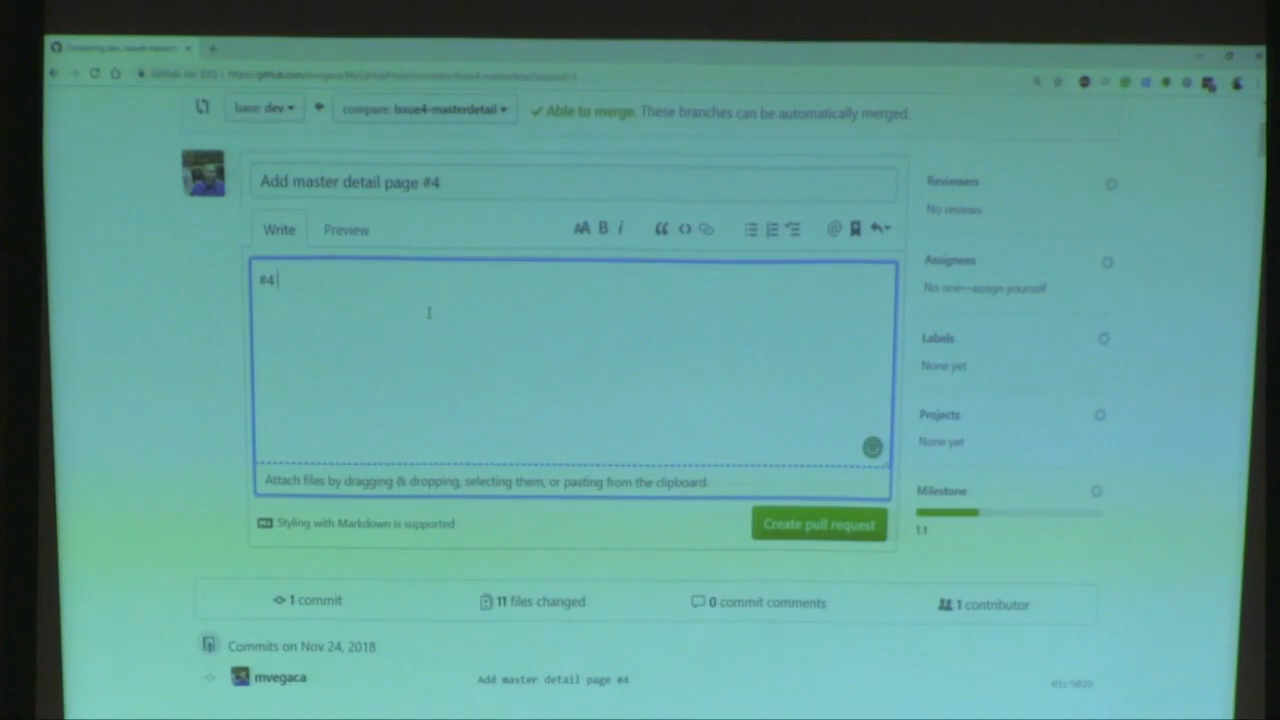 base: dev compare: Issue4-masterdetail Able to merge. These branches can be automatically merged.
Add master detail page #4
Write Preview
#4
Attach files by dragging & dropping, selecting them, or pasting from the clipboard.
Styling with Markdown is supported
Create pull request
Reviewers
No reviews
Assignees
No one—assign yourself
Labels
None yet
Projects
None yet
Milestone
1.1
1 commit 11 files changed 0 commit comments 1 contributor
Commits on Nov 24, 2018
mvegaca Add master detail page #4